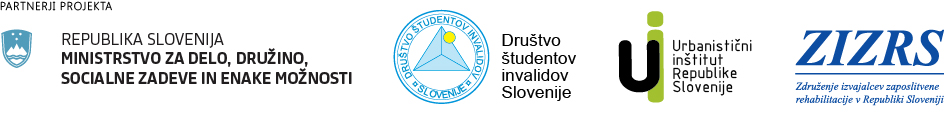 PARTNERJI PROJEKTA
REPUBLIKA SLOVENIJA
MINISTRSTVO ZA DELO, DRUŽINO,
SOCIALNE ZADEVE IN ENAKE MOŽNOSTI
DRUŠTVO ŠTUDENTOV INVALIDOV
SLOVENIJE
Društvo
študentov
invalidov
Slovenije
ui
Urbanistični
inštitut
Republike
Slovenije
ZIZRS
Združenje izvajalcev zaposlitvene
rehabilitacije v Republiki Sloveniji